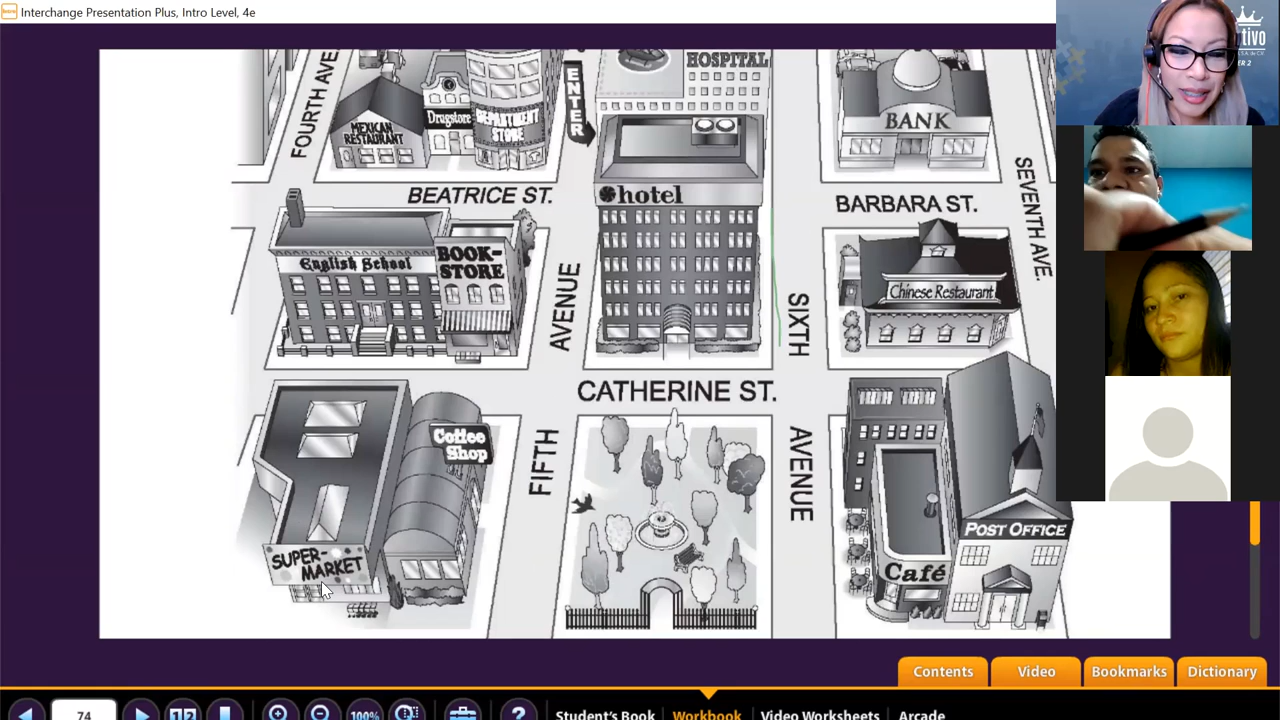 Interchange Presentation Plus, Intro Level, 4e
tivo
FOURTH AVE
MEXICAN
RESTAURANT
Drugstore
DEPARTMENT
STORE
ENTER
HOSPITAL
BANK
SEVENTH AVE.
BEATRICE ST.
hotel
BARBARA ST.
English School
BOOK-
STORE
AVENUE
SIXTH
Chinese Restaurant
CATHERINE ST.
Coffee
Shop
FIFTH
AVENUE
SUPER-
MARKET
Café
POST OFFICE
Contents
Video
Bookmarks
Dictionary
74
100%
?
Student's Book
Workbook
Video Worksheets
Arcade